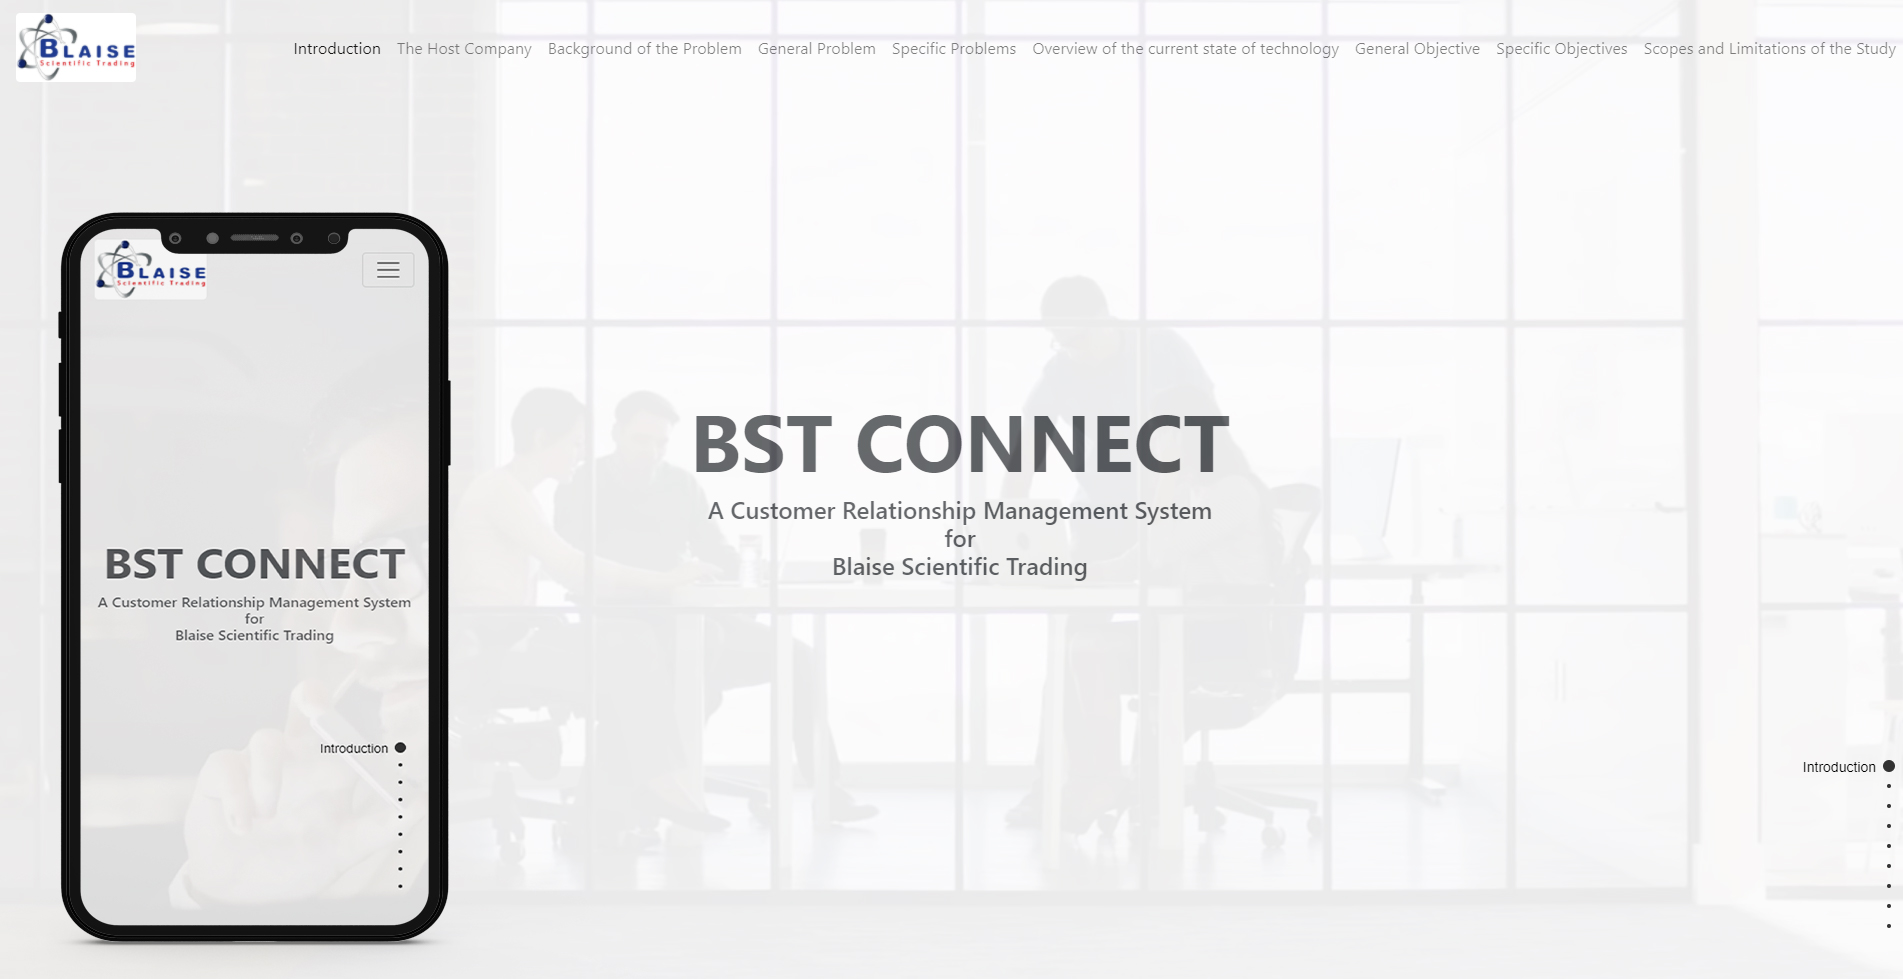 BLAISE
Scientific Trading
Introduction The Host Company Background of the Problem General Problem Specific Problems Overview of the current state of technology General Objective Specific Objectives Scopes and Limitations of the Study
BLAISE
Scientific Trading
BST CONNECT
A Customer Relationship Management System
for
Blaise Scientific Trading
Introduction
BST CONNECT
A Customer Relationship Management System
for
Blaise Scientific Trading
Introduction